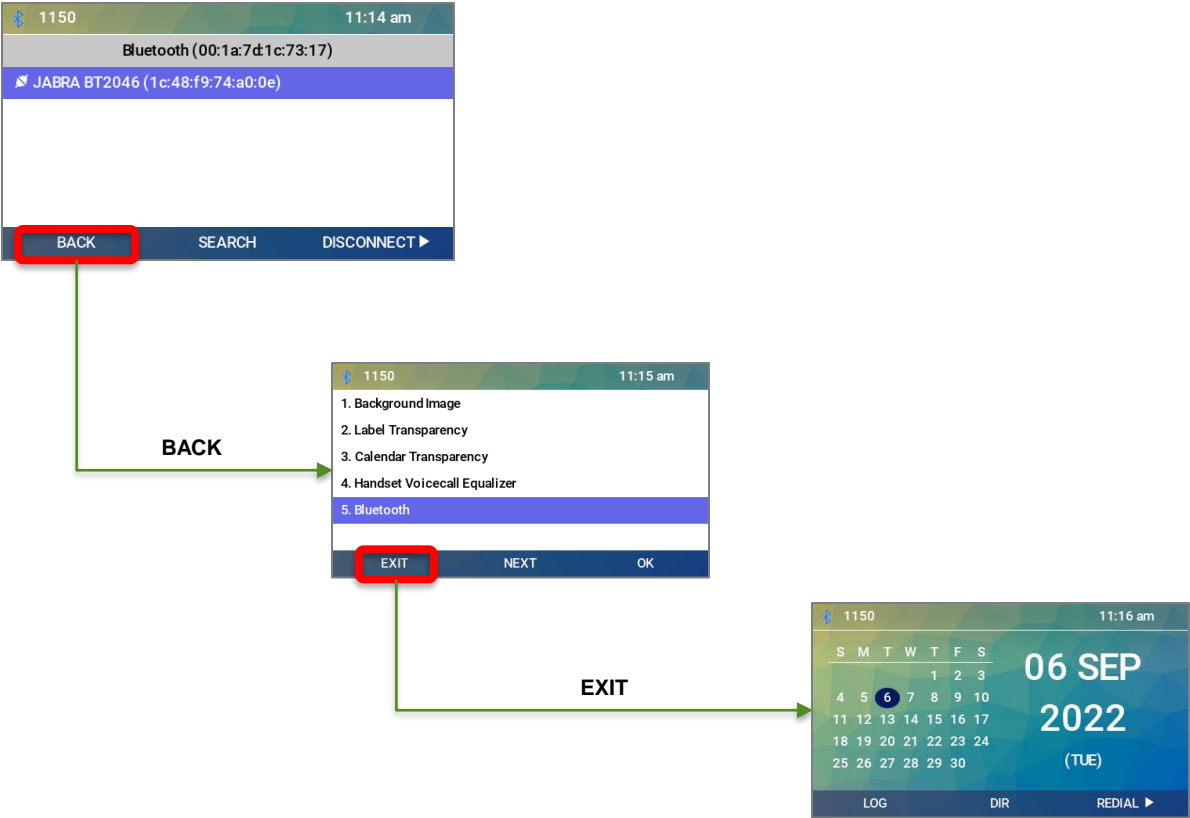 1150 11:14 am
Bluetooth (00:1a:7d:1c:73:17)
JABRA BT2046 (1c:48:f9:74:a0:0e)
BACK SEARCH DISCONNECT
BACK
1150 11:15 am
1. Background Image
2. Label Transparency
3. Calendar Transparency
4. Handset Voicecall Equalizer
5. Bluetooth
EXIT NEXT OK
EXIT
1150 11:16 am
S M T W T F S
1 2 3
4 5 6 7 8 9 10
11 12 13 14 15 16 17
18 19 20 21 22 23 24
25 26 27 28 29 30
06 SEP
2022
(TUE)
LOG DIR REDIAL